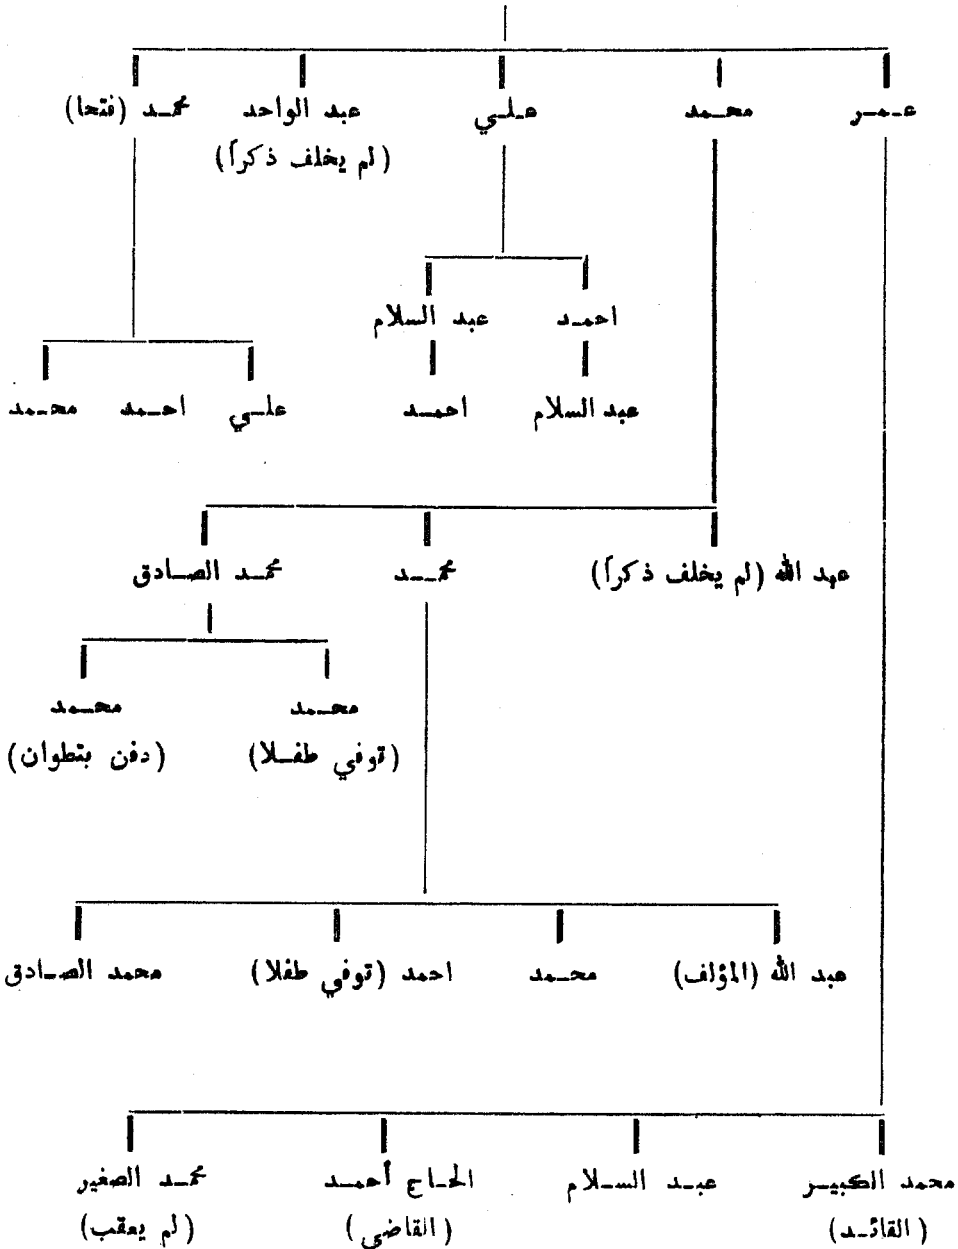 عمر محمد علي عبد الواحد محمد (فتحا)
(لم يخلف ذكراً)
احمد عبد السلام
عبد السلام احمد علي احمد محمد
عبد الله (لم يخلف ذكراً) محمد محمد الصادق
محمد محمد
(توفي طفلا) (دفن بتطوان)
عبد الله (المؤلف) محمد احمد (توفي طفلا) محمد الصادق
محمد الكبير عبد السلام الحاج أحمد محمد الصغير
(القائد) (القاضي) (لم يعقب)